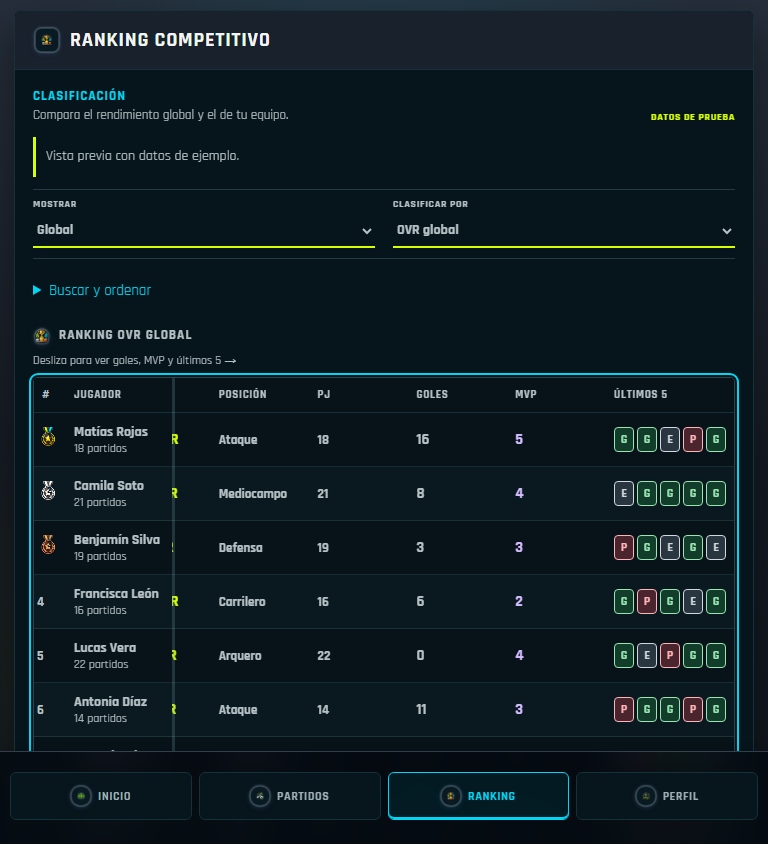 RANKING COMPETITIVO
CLASIFICACIÓN
Compara el rendimiento global y el de tu equipo.
DATOS DE PRUEBA
Vista previa con datos de ejemplo.
MOSTRAR
CLASIFICAR POR
Global
OVR global
Buscar y ordenar
RANKING OVR GLOBAL
Desliza para ver goles, MVP y últimos 5 →
# JUGADOR POSICIÓN PJ GOLES MVP ÚLTIMOS 5
Matías Rojas R Ataque 18 16 5 G G E P G
18 partidos
Camila Soto R Mediocampo 21 8 4 E G G G G
21 partidos
Benjamín Silva Defensa 19 3 3 P G E G E
19 partidos
4 Francisca León R Carrilero 16 6 2 G P G E G
16 partidos
5 Lucas Vera R Arquero 22 0 4 G E P G G
22 partidos
6 Antonia Díaz R Ataque 14 11 3 P G G P G
14 partidos
INICIO
PARTIDOS
RANKING
PERFIL